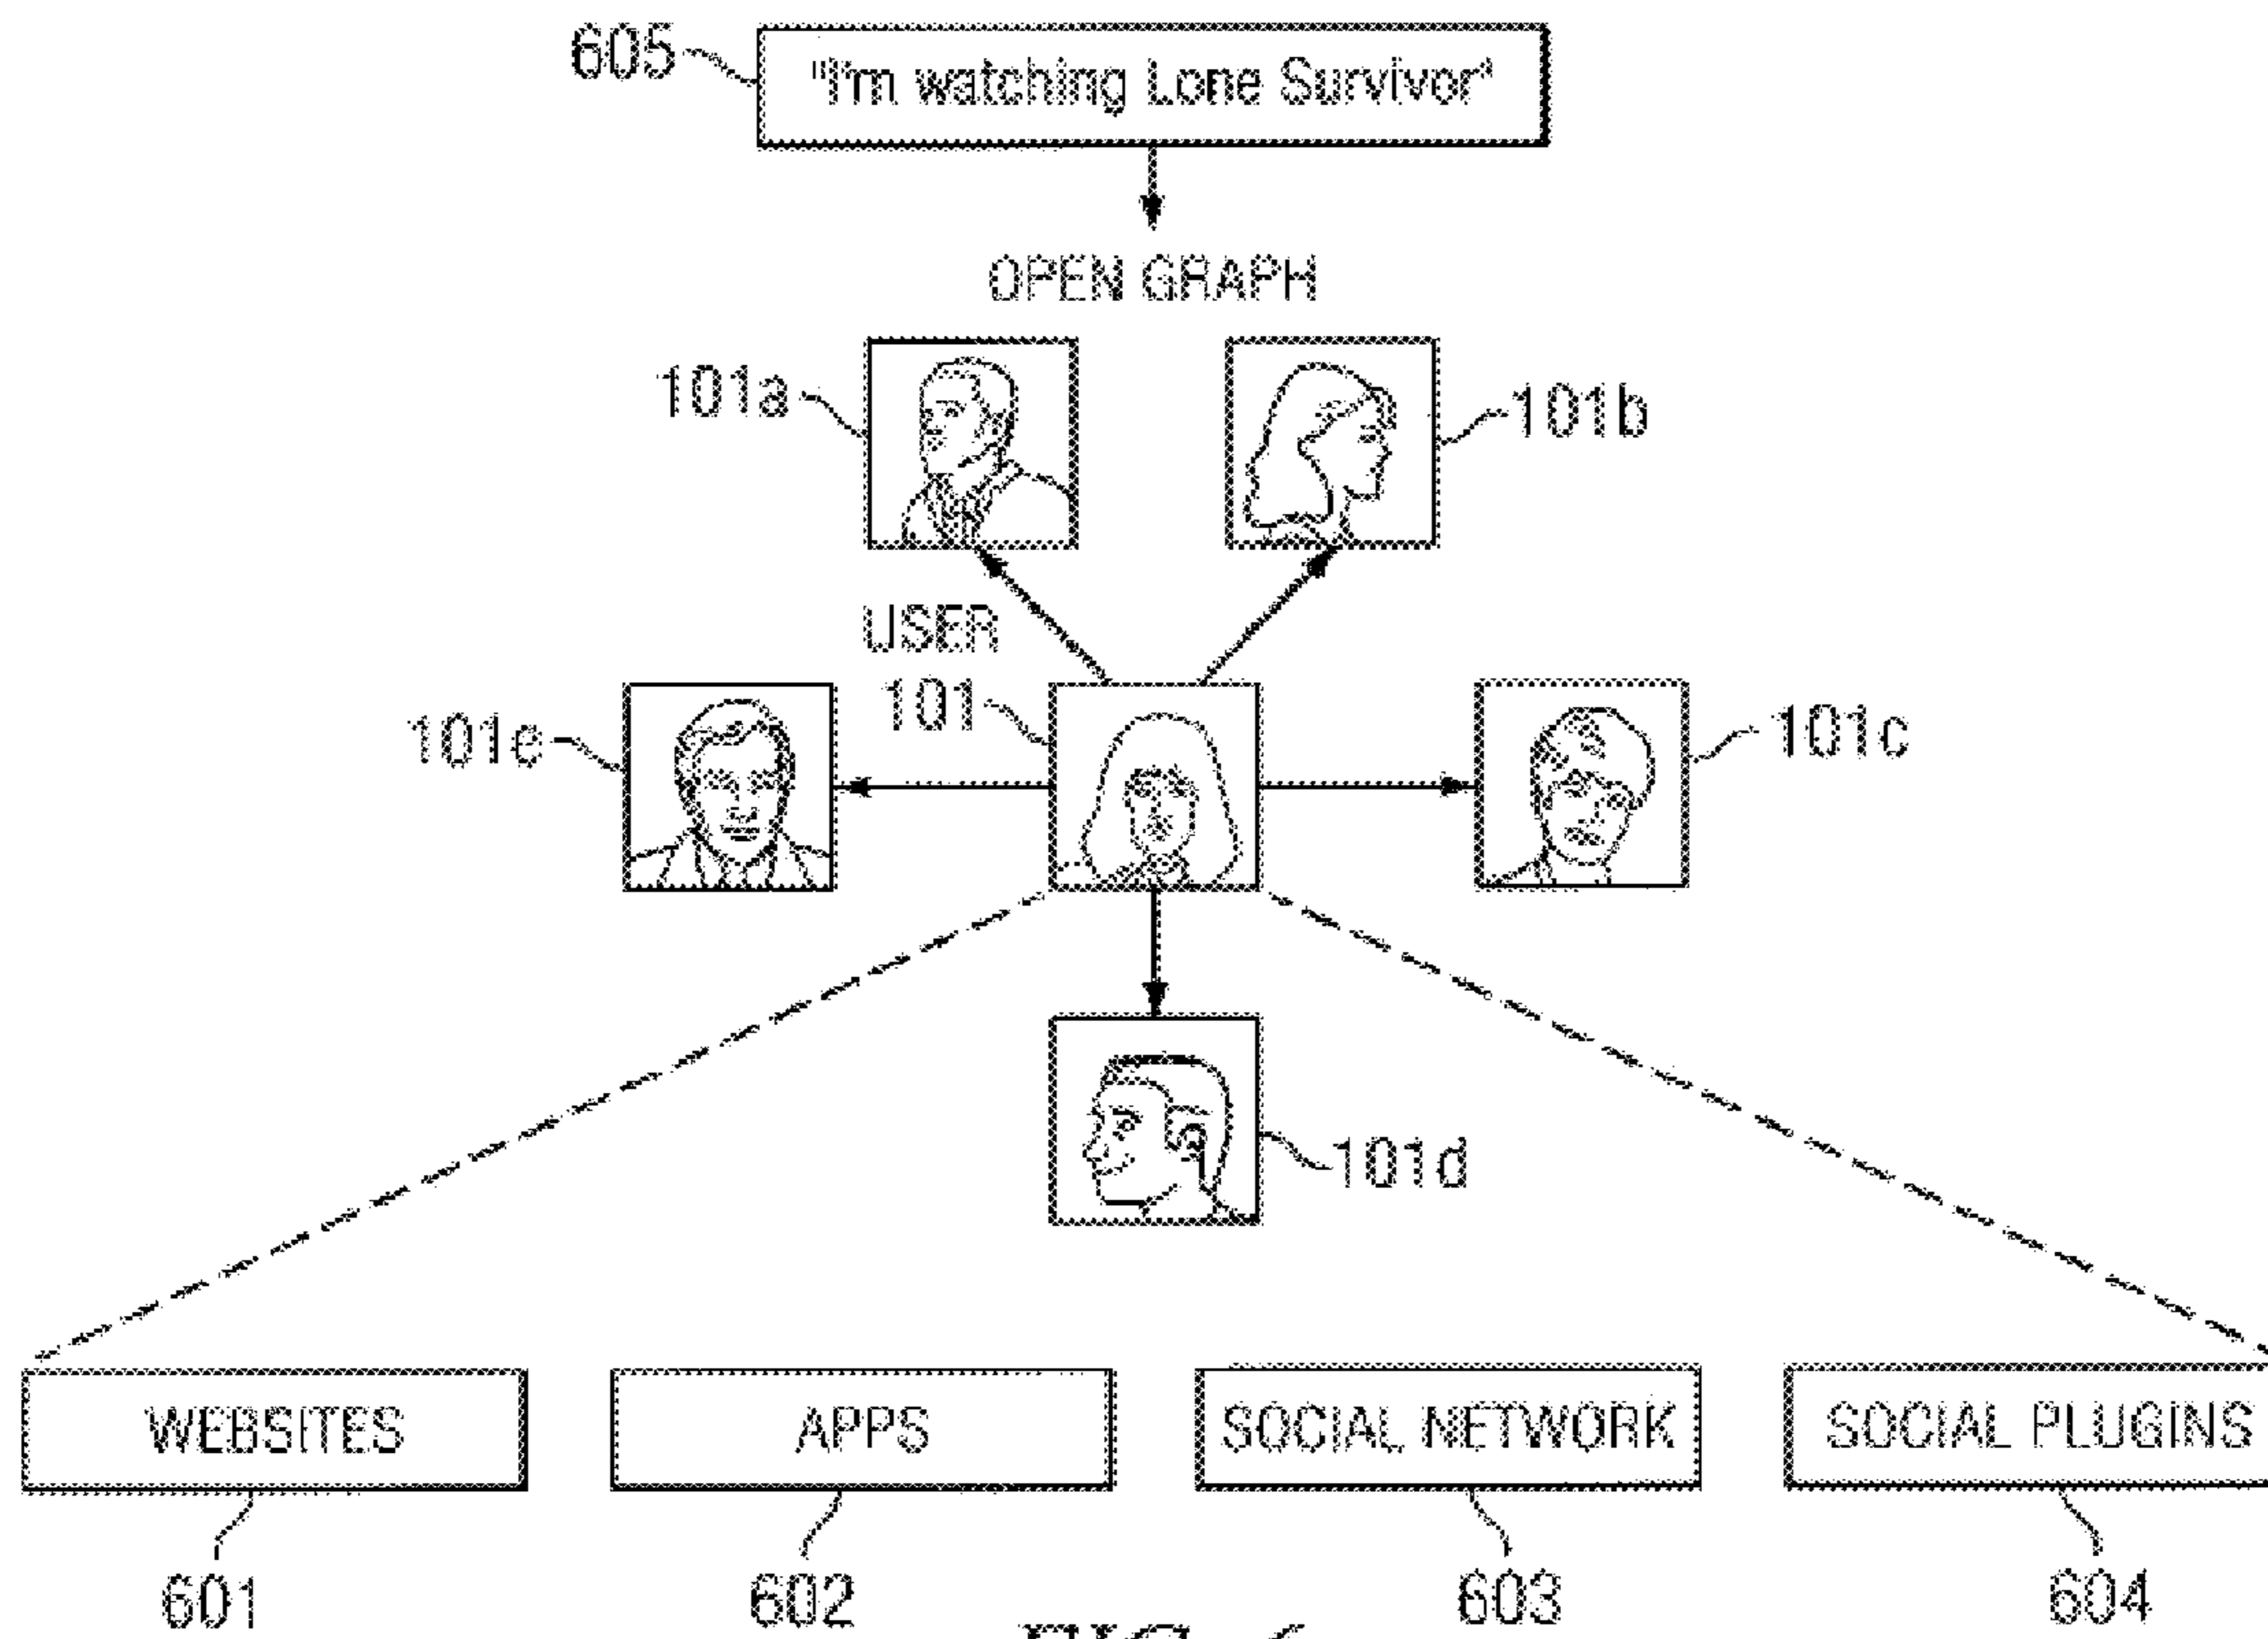 605 "I'm watching Lone Survivor"
OPEN GRAPH
101a
101b
USER
101
101e
101c
101d
WEBSITES
APPS
SOCIAL NETWORK
SOCIAL PLUGINS
601
602
603
604